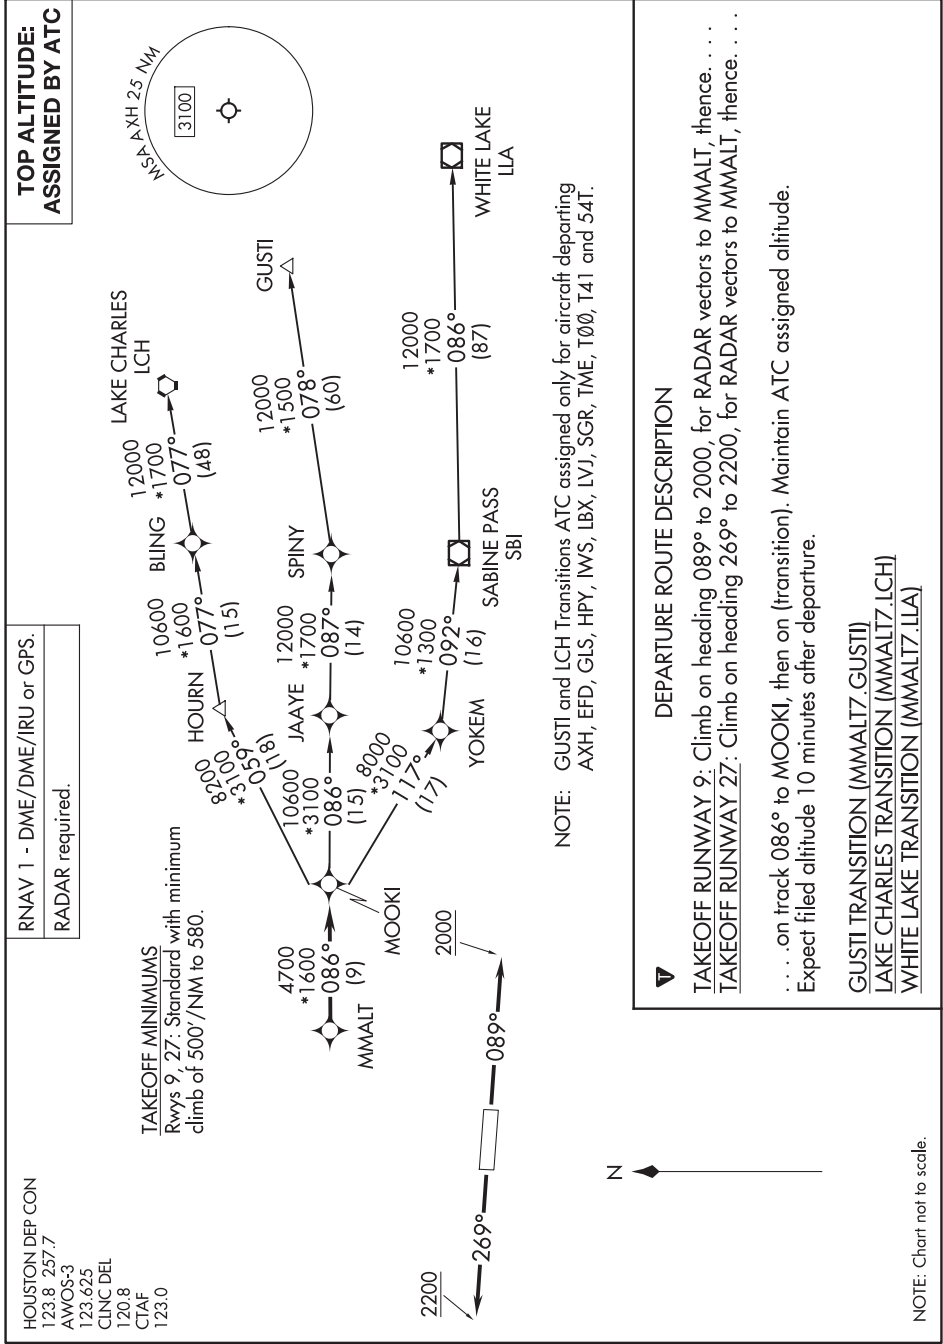 HOUSTON DEP CON
123.8 257.7
AWOS-3
123.625
CLNC DEL
120.8
CTAF
123.0
RNAV 1 - DME/DME/IRU or GPS.
RADAR required.
TOP ALTITUDE:
ASSIGNED BY ATC
TAKEOFF MINIMUMS
Rwys 9, 27: Standard with minimum
climb of 500'/NM to 580.
MSA AXH 25 NM
3100
LAKE CHARLES
LCH
12000
*1700
077°
(48)
BLING
10600
*1600
077°
(15)
HOURN
8200
*3100
059°
(18)
GUSTI
12000
*1500
078°
(60)
SPINY
12000
*1700
087°
(14)
JAAYE
10600
*3100
086°
(15)
MOOKI
4700
*1600
086°
(9)
MMALT
8000
*3100
117°
(17)
YOKEM
10600
*1300
092°
(16)
SABINE PASS
SBI
12000
*1700
086°
(87)
WHITE LAKE
LLA
2200
269°
089°
2000
NOTE: GUSTI and LCH Transitions ATC assigned only for aircraft departing
AXH, EFD, GLS, HPY, IWS, LBX, LVJ, SGR, TME, TØØ, T41 and 54T.
N
NOTE: Chart not to scale.
T
DEPARTURE ROUTE DESCRIPTION
TAKEOFF RUNWAY 9: Climb on heading 089° to 2000, for RADAR vectors to MMALT, thence. . . .
TAKEOFF RUNWAY 27: Climb on heading 269° to 2200, for RADAR vectors to MMALT, thence. . . .
. . . .on track 086° to MOOKI, then on (transition). Maintain ATC assigned altitude.
Expect filed altitude 10 minutes after departure.
GUSTI TRANSITION (MMALT7.GUSTI)
LAKE CHARLES TRANSITION (MMALT7.LCH)
WHITE LAKE TRANSITION (MMALT7.LLA)